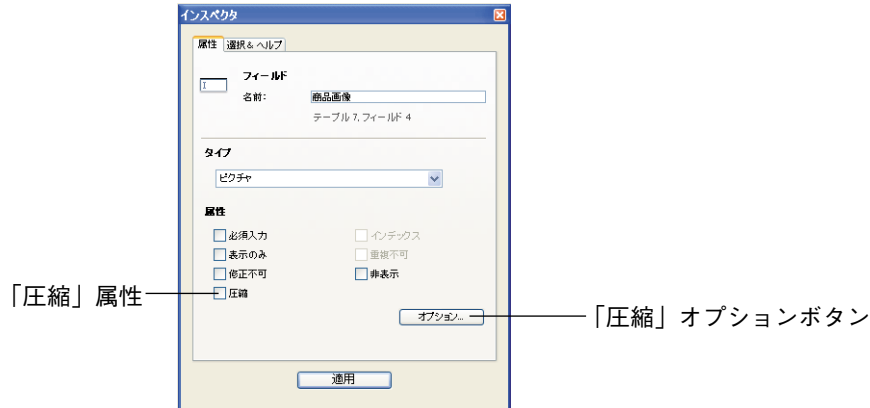 インスペクタ
属性 選択& ヘルプ
フィールド
名前: 商品画像
テーブル 7, フィールド 4
タイプ
ピクチャ
属性
必須入力 インデックス
表示のみ 重複不可
修正不可 非表示
圧縮
オプション...
適用
「圧縮」属性
「圧縮」オプションボタン